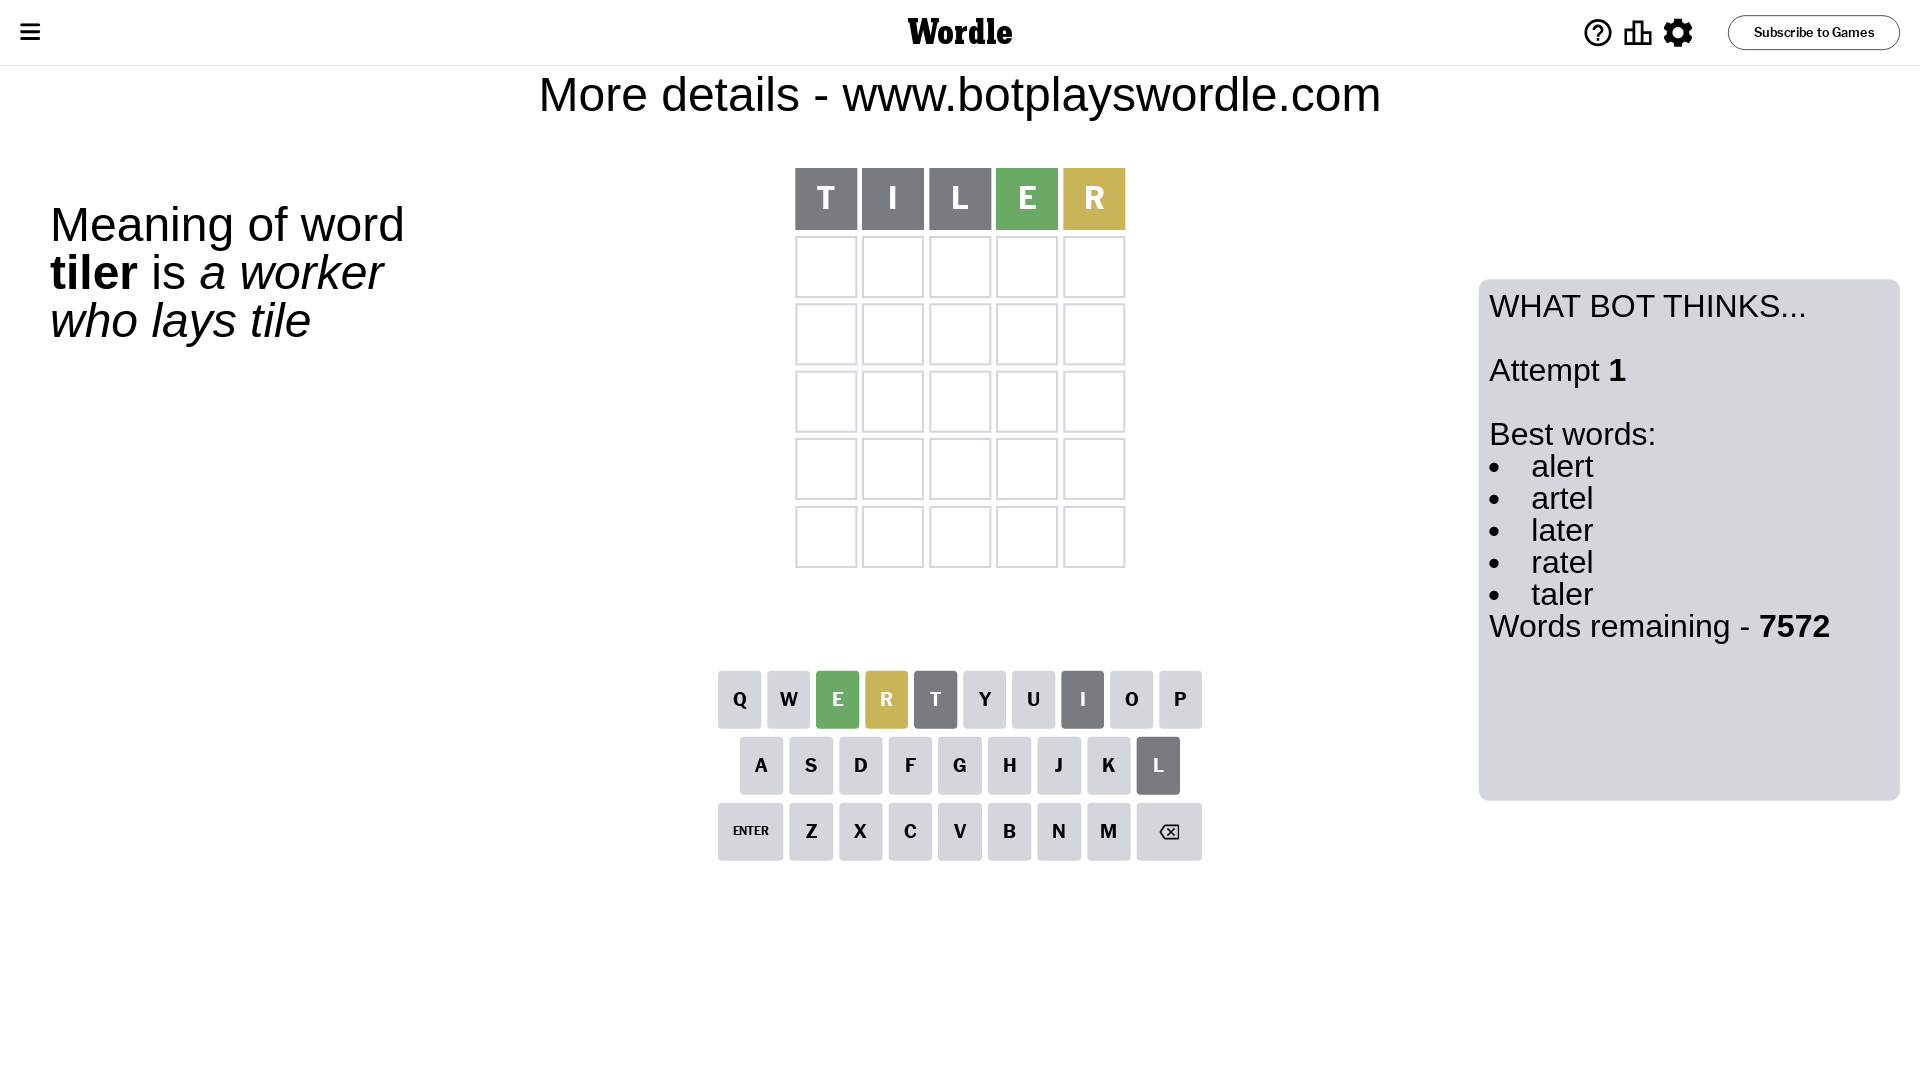 Wordle
Subscribe to Games
More details - www.botplayswordle.com
Meaning of word
tiler is a worker
who lays tile
T I L E R
WHAT BOT THINKS...
Attempt 1
Best words:
• alert
• artel
• later
• ratel
• taler
Words remaining - 7572
Q W E R T Y U I O P
A S D F G H J K L
ENTER Z X C V B N M